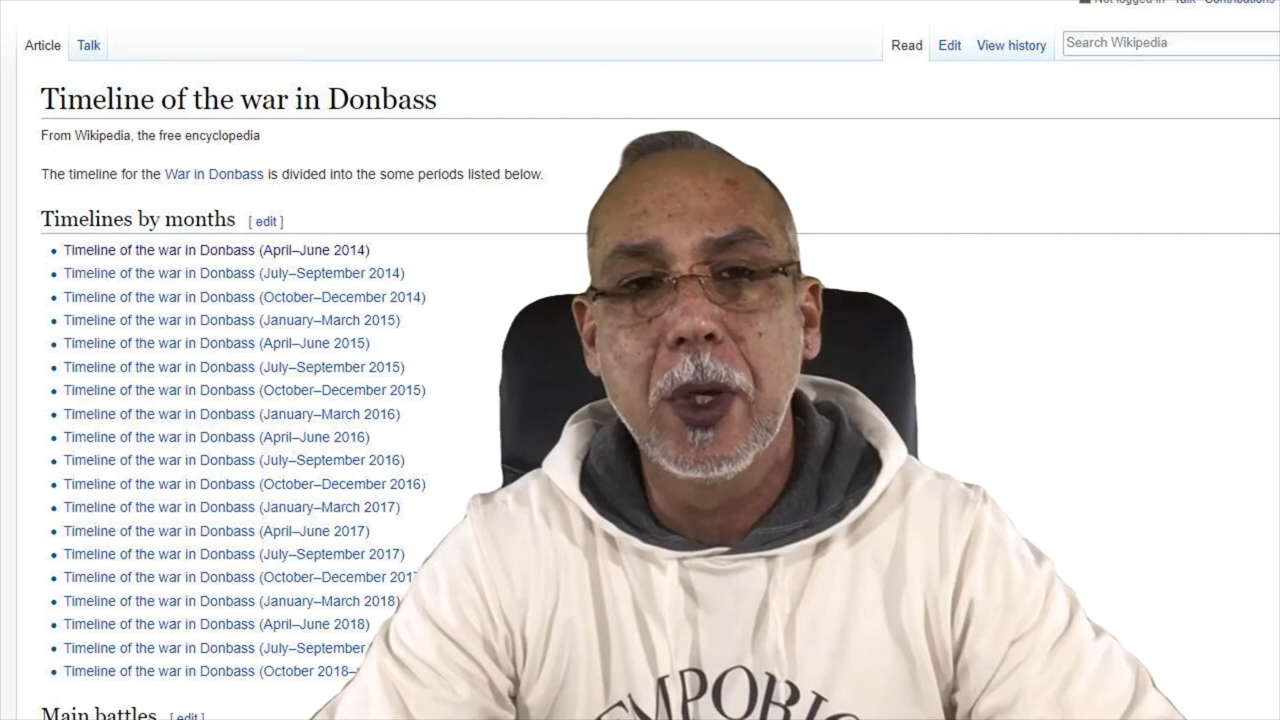 Not logged in Talk Contributions
Article Talk Read Edit View history Search Wikipedia
Timeline of the war in Donbass
From Wikipedia, the free encyclopedia
The timeline for the War in Donbass is divided into the some periods listed below.
Timelines by months [ edit ]
Timeline of the war in Donbass (April–June 2014)
Timeline of the war in Donbass (July–September 2014)
Timeline of the war in Donbass (October–December 2014)
Timeline of the war in Donbass (January–March 2015)
Timeline of the war in Donbass (April–June 2015)
Timeline of the war in Donbass (July–September 2015)
Timeline of the war in Donbass (October–December 2015)
Timeline of the war in Donbass (January–March 2016)
Timeline of the war in Donbass (April–June 2016)
Timeline of the war in Donbass (July–September 2016)
Timeline of the war in Donbass (October–December 2016)
Timeline of the war in Donbass (January–March 2017)
Timeline of the war in Donbass (April–June 2017)
Timeline of the war in Donbass (July–September 2017)
Timeline of the war in Donbass (October–December 2017
Timeline of the war in Donbass (January–March 2018)
Timeline of the war in Donbass (April–June 2018)
Timeline of the war in Donbass (July–September
Timeline of the war in Donbass (October 2018–
Main battles [ edit ]
EMPORIO